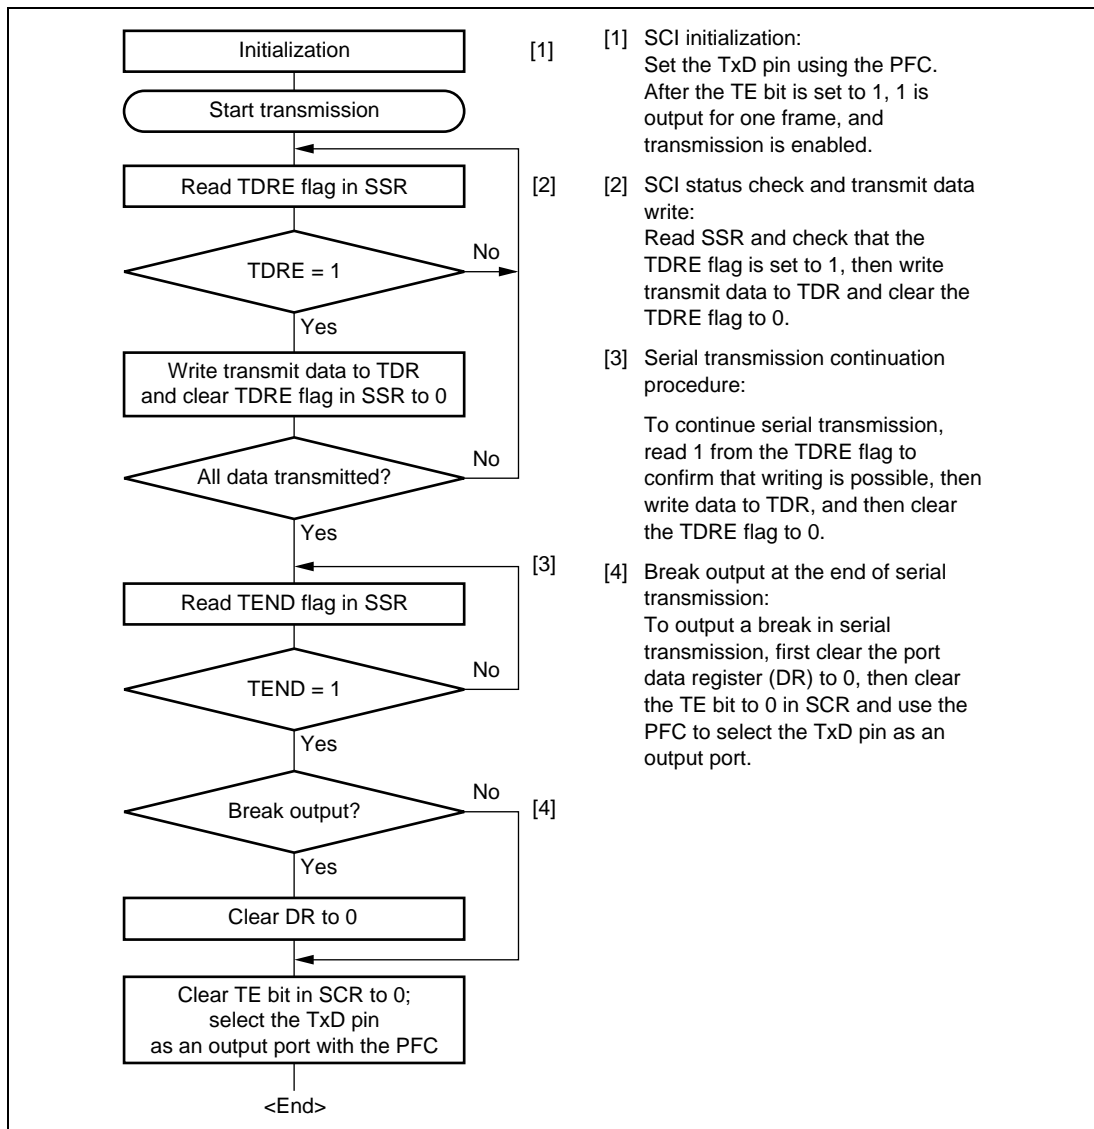 Initialization
[1]
Start transmission
Read TDRE flag in SSR
[2]
No
TDRE = 1
Yes
Write transmit data to TDR
and clear TDRE flag in SSR to 0
No
All data transmitted?
Yes
[3]
Read TEND flag in SSR
No
TEND = 1
Yes
No
Break output?
[4]
Yes
Clear DR to 0
Clear TE bit in SCR to 0;
select the TxD pin
as an output port with the PFC
<End>
[1] SCI initialization:
Set the TxD pin using the PFC.
After the TE bit is set to 1, 1 is
output for one frame, and
transmission is enabled.
[2] SCI status check and transmit data
write:
Read SSR and check that the
TDRE flag is set to 1, then write
transmit data to TDR and clear the
TDRE flag to 0.
[3] Serial transmission continuation
procedure:
To continue serial transmission,
read 1 from the TDRE flag to
confirm that writing is possible, then
write data to TDR, and then clear
the TDRE flag to 0.
[4] Break output at the end of serial
transmission:
To output a break in serial
transmission, first clear the port
data register (DR) to 0, then clear
the TE bit to 0 in SCR and use the
PFC to select the TxD pin as an
output port.